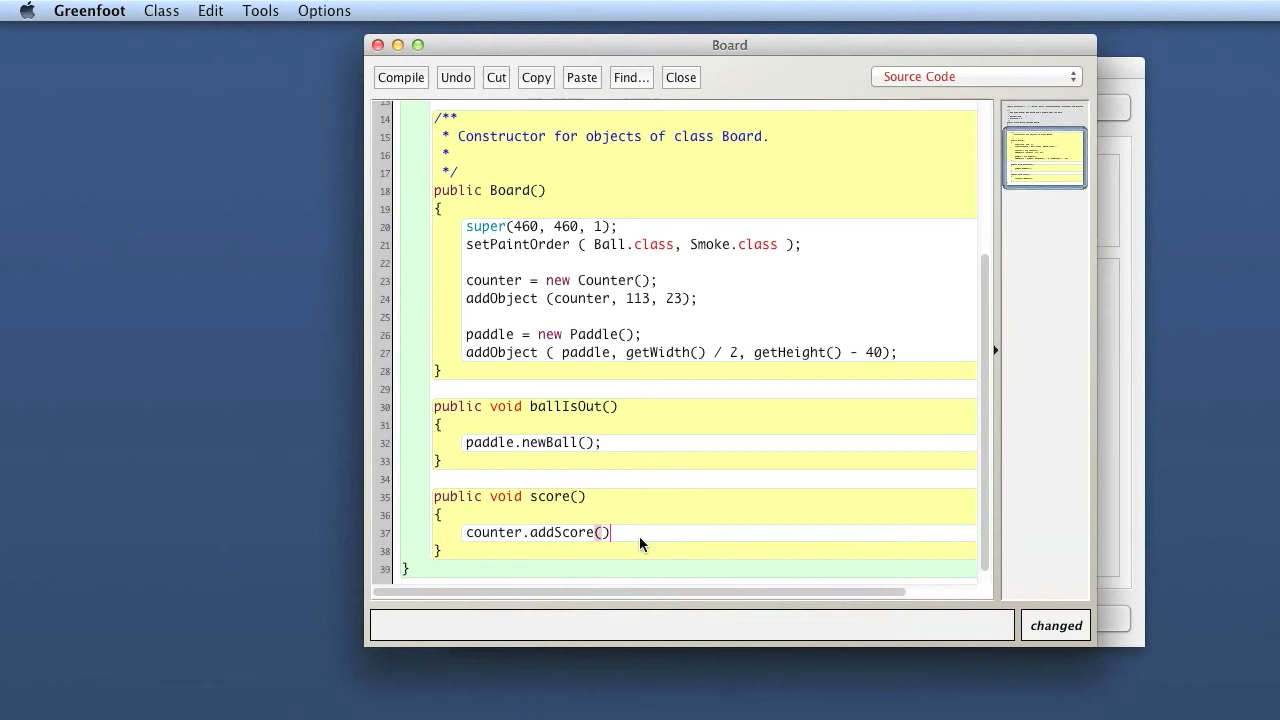 Greenfoot Class Edit Tools Options
Board
Compile Undo Cut Copy Paste Find... Close Source Code
13
14 /**
15 * Constructor for objects of class Board.
16 *
17 */
18 public Board()
19 {
20 super(460, 460, 1);
21 setPaintOrder ( Ball.class, Smoke.class );
22
23 counter = new Counter();
24 addObject (counter, 113, 23);
25
26 paddle = new Paddle();
27 addObject ( paddle, getWidth() / 2, getHeight() - 40);
28 }
29
30 public void ballIsOut()
31 {
32 paddle.newBall();
33 }
34
35 public void score()
36 {
37 counter.addScore()
38 }
39 }
changed